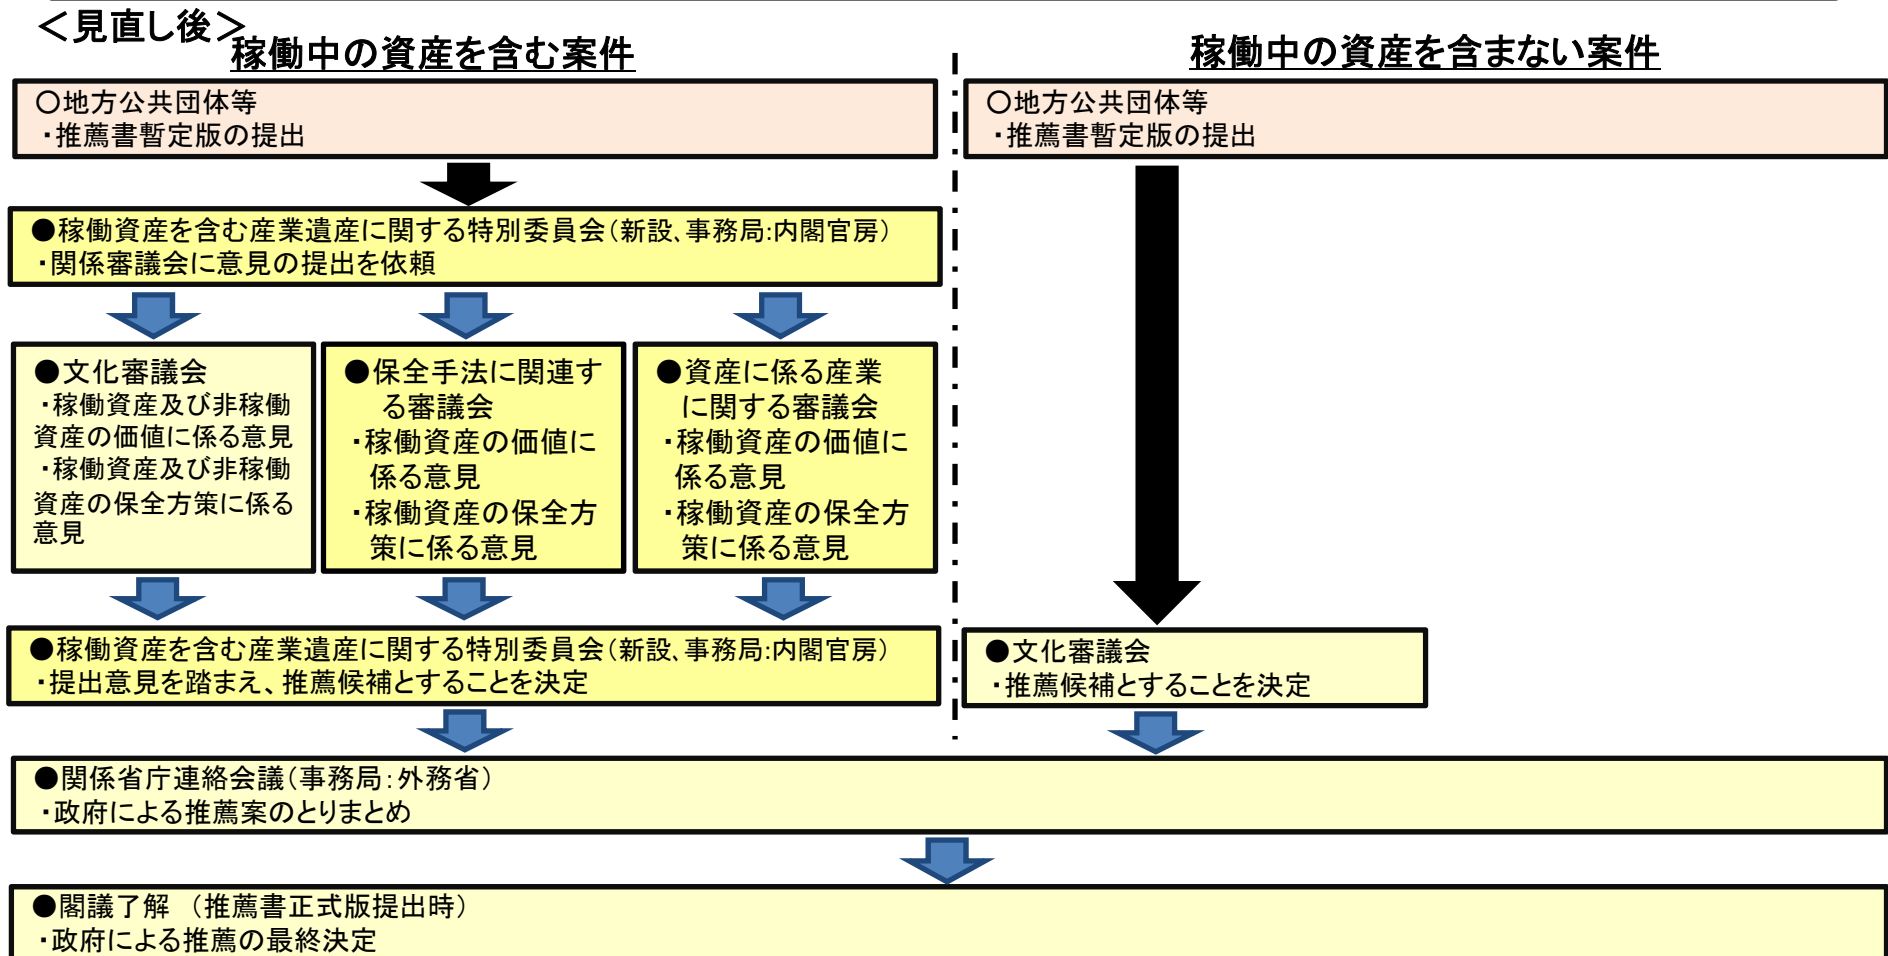 ＜見直し後＞
稼働中の資産を含む案件
○地方公共団体等
・推薦書暫定版の提出
●稼働資産を含む産業遺産に関する特別委員会（新設、事務局：内閣官房）
・関係審議会に意見の提出を依頼
●文化審議会
・稼働資産及び非稼働
資産の価値に係る意見
・稼働資産及び非稼働
資産の保全方策に係る
意見
●保全手法に関連す
る審議会
・稼働資産の価値に
係る意見
・稼働資産の保全方
策に係る意見
●資産に係る産業
に関する審議会
・稼働資産の価値に
係る意見
・稼働資産の保全方
策に係る意見
●稼働資産を含む産業遺産に関する特別委員会（新設、事務局：内閣官房）
・提出意見を踏まえ、推薦候補とすることを決定
稼働中の資産を含まない案件
○地方公共団体等
・推薦書暫定版の提出
●文化審議会
・推薦候補とすることを決定
●関係省庁連絡会議（事務局：外務省）
・政府による推薦案のとりまとめ
●閣議了解　（推薦書正式版提出時）
・政府による推薦の最終決定